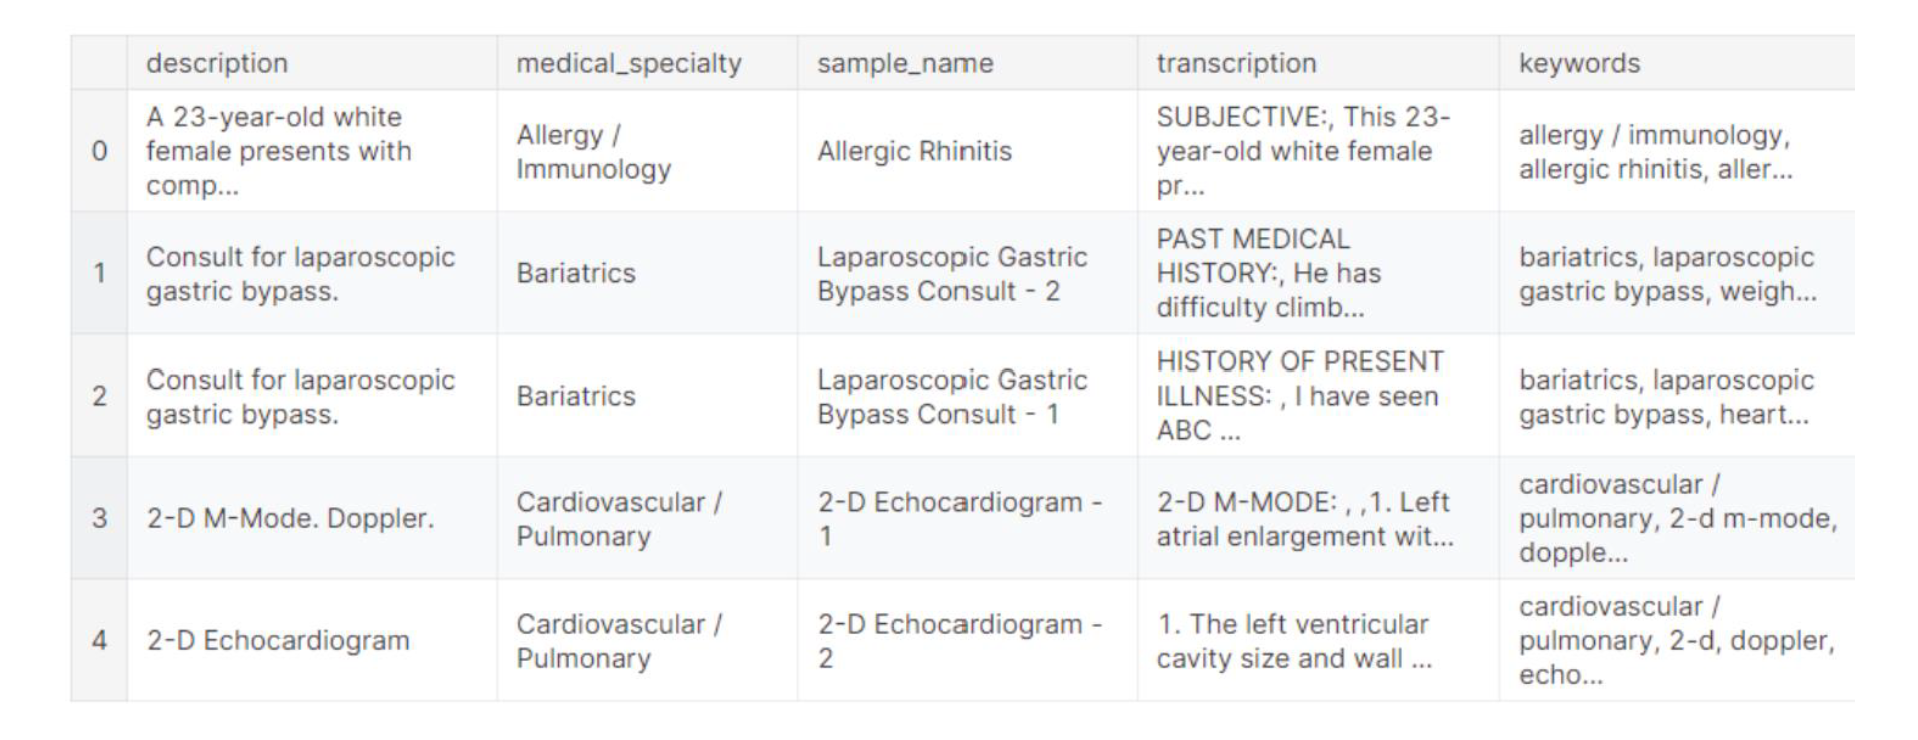 description medical_specialty sample_name transcription keywords
0 A 23-year-old white female presents with comp... Allergy / Immunology Allergic Rhinitis SUBJECTIVE:, This 23-year-old white female pr... allergy / immunology, allergic rhinitis, aller...
1 Consult for laparoscopic gastric bypass. Bariatrics Laparoscopic Gastric Bypass Consult - 2 PAST MEDICAL HISTORY:, He has difficulty climb... bariatrics, laparoscopic gastric bypass, weigh...
2 Consult for laparoscopic gastric bypass. Bariatrics Laparoscopic Gastric Bypass Consult - 1 HISTORY OF PRESENT ILLNESS: , I have seen ABC ... bariatrics, laparoscopic gastric bypass, heart...
3 2-D M-Mode. Doppler. Cardiovascular / Pulmonary 2-D Echocardiogram - 1 2-D M-MODE: , ,1. Left atrial enlargement wit... cardiovascular / pulmonary, 2-d m-mode, dopple...
4 2-D Echocardiogram Cardiovascular / Pulmonary 2-D Echocardiogram - 2 1. The left ventricular cavity size and wall ... cardiovascular / pulmonary, 2-d, doppler, echo...